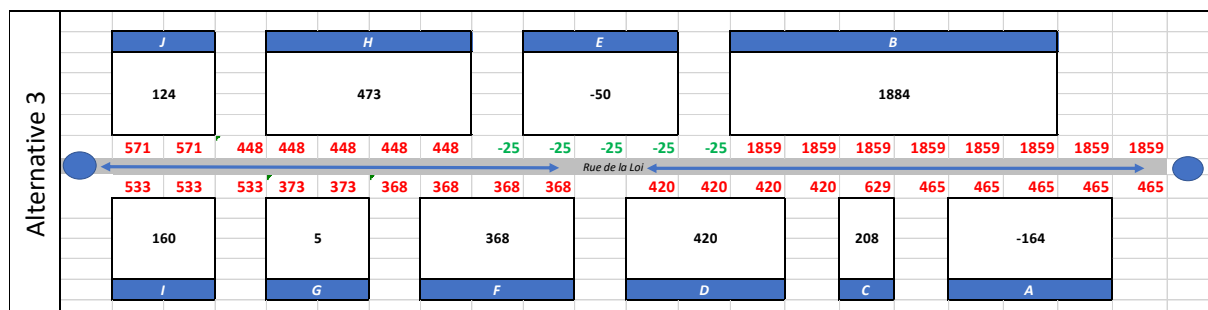 Alternative 3
J H E B
124 473 -50 1884
571 571 448 448 448 448 448 -25 -25 -25 -25 -25 1859 1859 1859 1859 1859 1859 1859 1859
Rue de la Loi
533 533 533 373 373 368 368 368 368 420 420 420 420 629 465 465 465 465 465
160 5 368 420 208 -164
I G F D C A